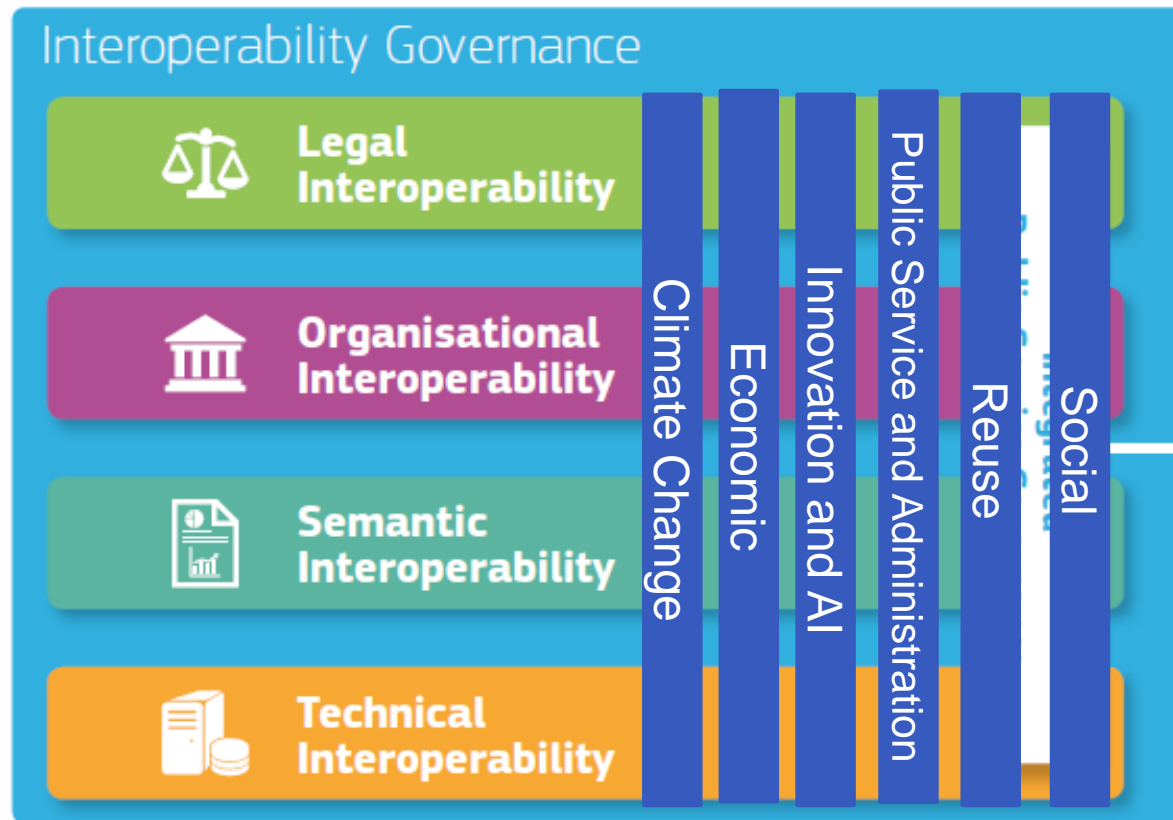 Interoperability Governance
Legal
Interoperability
Organisational
Interoperability
Semantic
Interoperability
Technical
Interoperability
Climate Change
Economic
Innovation and AI
Public Service and Administration
Reuse
Social